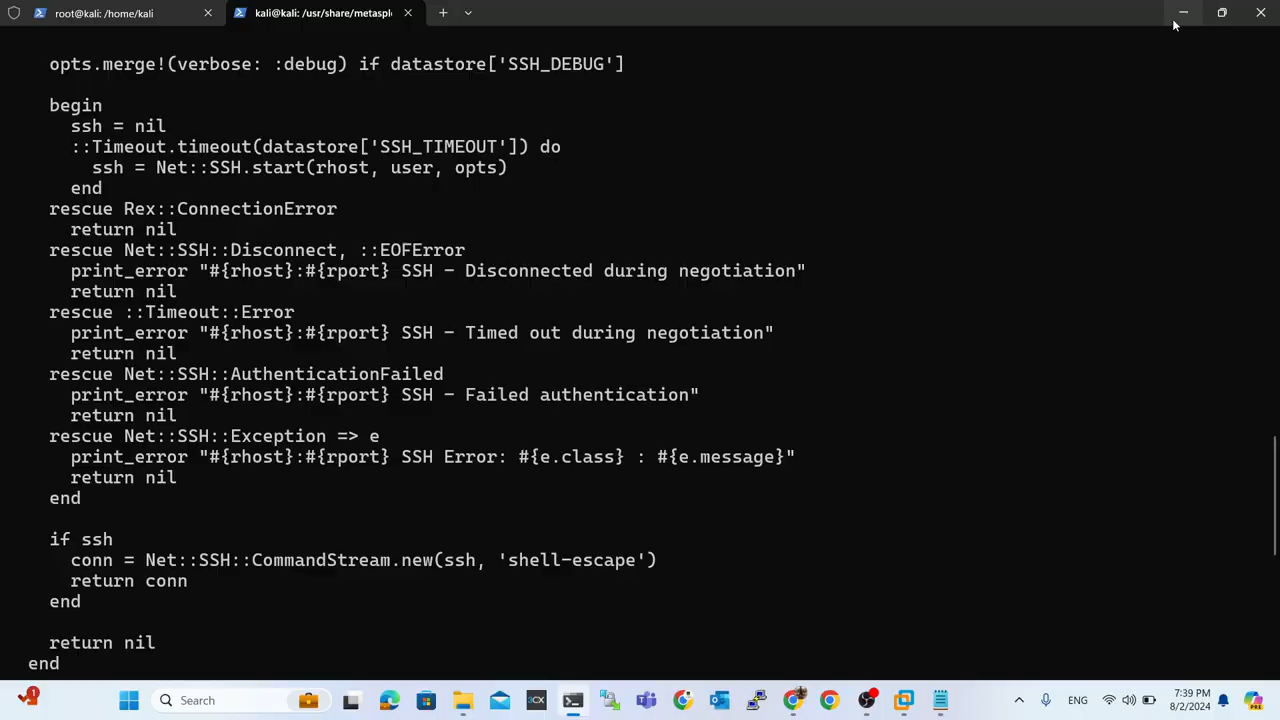 root@kali: /home/kali
kali@kali: /usr/share/metasplo
opts.merge!(verbose: :debug) if datastore['SSH_DEBUG']
begin
ssh = nil
::Timeout.timeout(datastore['SSH_TIMEOUT']) do
ssh = Net::SSH.start(rhost, user, opts)
end
rescue Rex::ConnectionError
return nil
rescue Net::SSH::Disconnect, ::EOFError
print_error "#{rhost}:#{rport} SSH - Disconnected during negotiation"
return nil
rescue ::Timeout::Error
print_error "#{rhost}:#{rport} SSH - Timed out during negotiation"
return nil
rescue Net::SSH::AuthenticationFailed
print_error "#{rhost}:#{rport} SSH - Failed authentication"
return nil
rescue Net::SSH::Exception => e
print_error "#{rhost}:#{rport} SSH Error: #{e.class} : #{e.message}"
return nil
end
if ssh
conn = Net::SSH::CommandStream.new(ssh, 'shell-escape')
return conn
end
return nil
end
1
Search
3CX
ENG
7:39 PM
8/2/2024
PRE